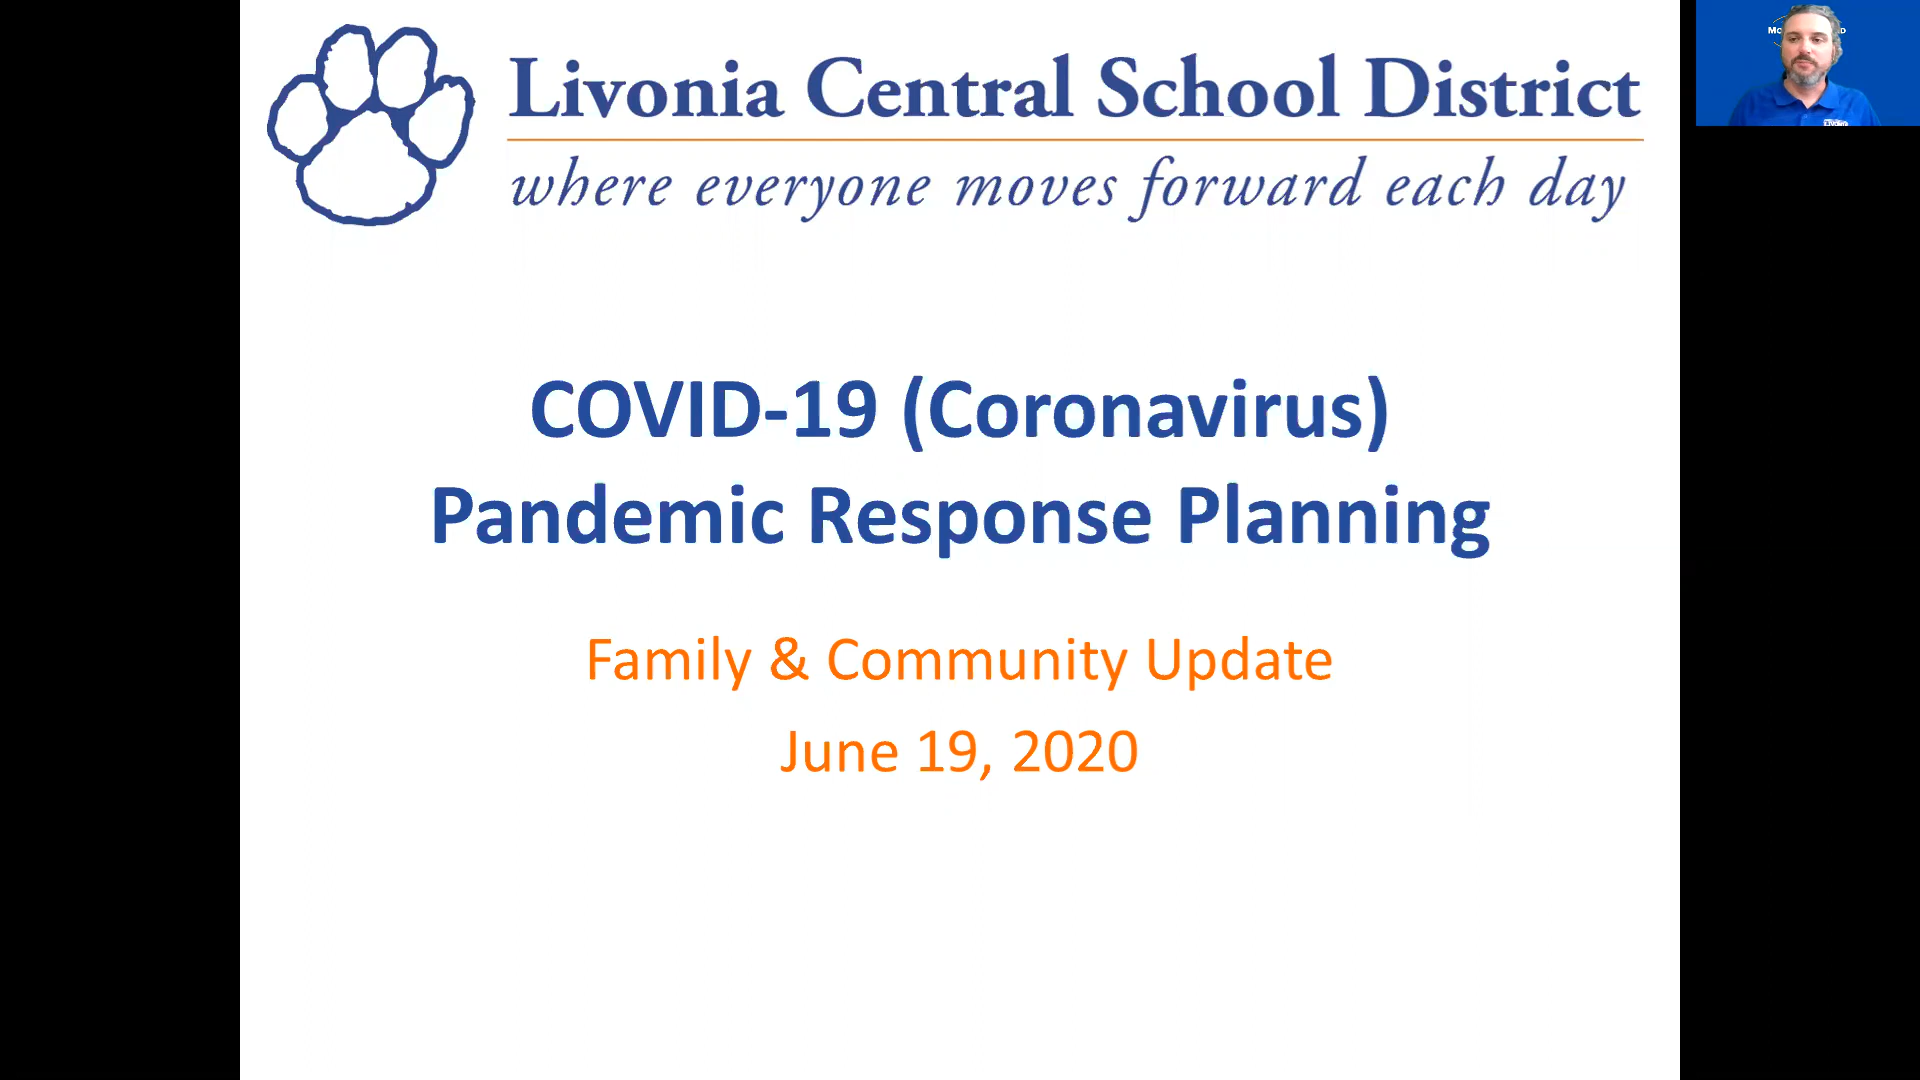 Livonia Central School District
where everyone moves forward each day
COVID-19 (Coronavirus)
Pandemic Response Planning
Family & Community Update
June 19, 2020